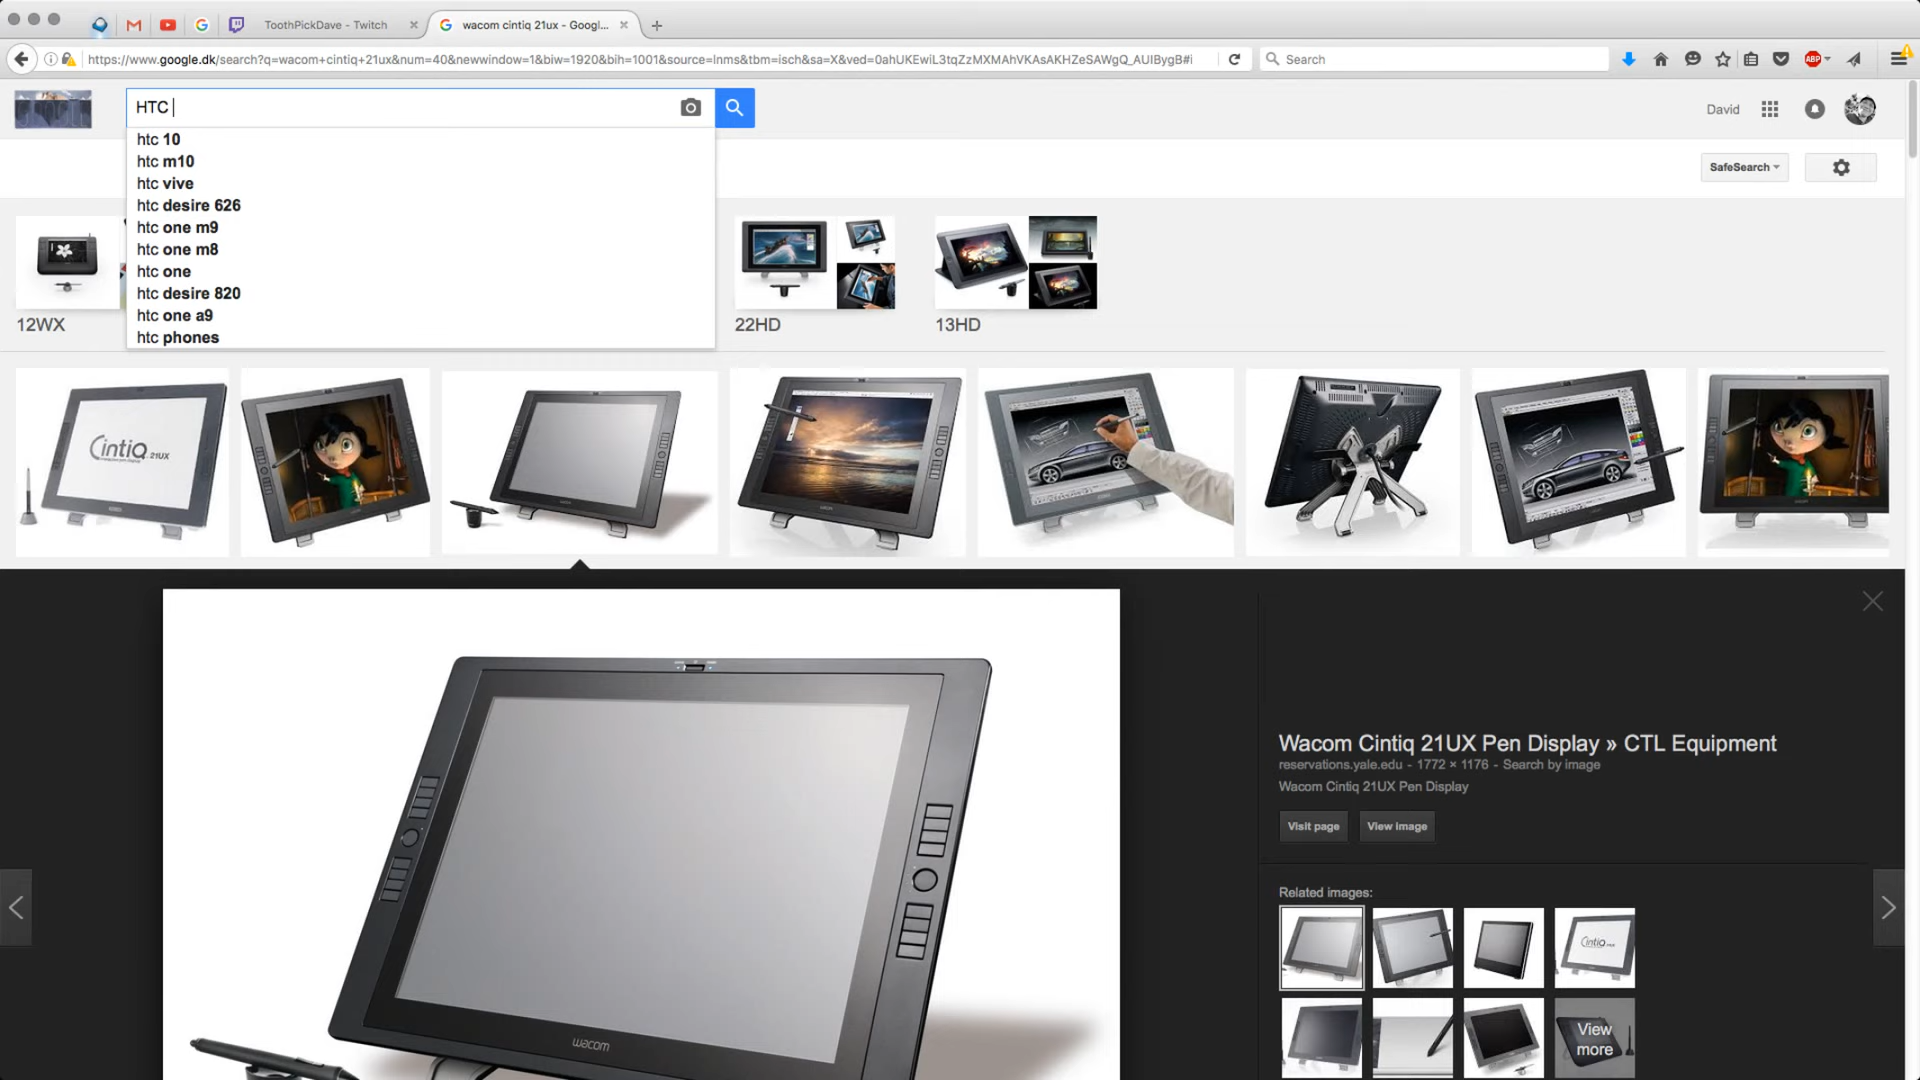 ToothPickDave - Twitch
wacom cintiq 21ux - Googl...
https://www.google.dk/search?q=wacom+cintiq+21ux&num=40&newwindow=1&biw=1920&bih=1001&source=lnms&tbm=isch&sa=X&ved=0ahUKEwiL3tqZzMXMAhVKAsAKHZeSAWgQ_AUIBygB#i
Search
ABP
HTC
David
htc 10
htc m10
htc vive
htc desire 626
htc one m9
htc one m8
htc one
htc desire 820
htc one a9
htc phones
SafeSearch
12WX
22HD
13HD
Cintiq 21UX
Wacom Cintiq 21UX Pen Display » CTL Equipment
reservations.yale.edu - 1772 × 1176 - Search by image
Wacom Cintiq 21UX Pen Display
Visit page
View image
Related images:
Cintiq
View
more
wacom